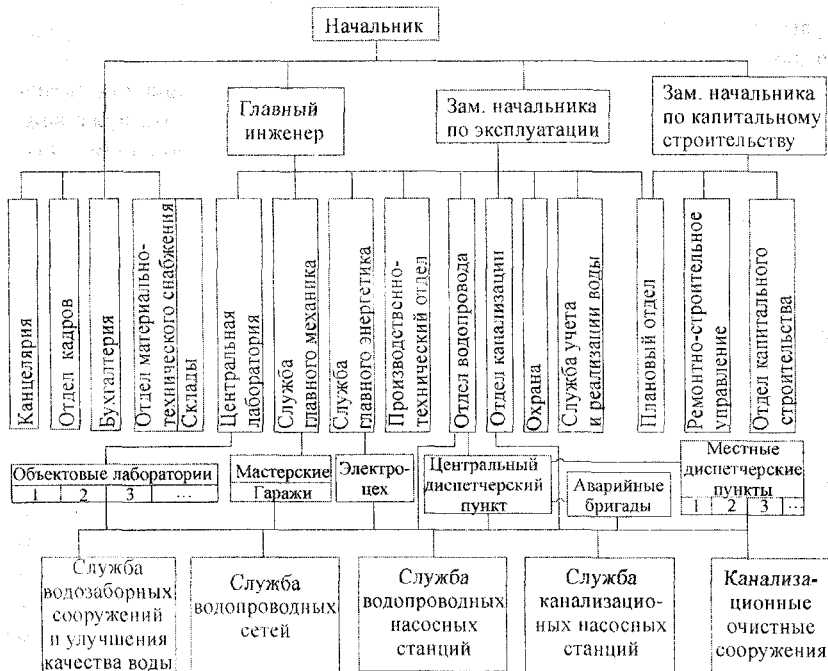 Начальник
Главный
инженер
Зам. начальника
по эксплуатации
Зам. начальника
по капитальному
строительству
Канцелярия
Отдел кадров
Бухгалтерия
Отдел материально-
технического снабжения
Склады
Центральная
лаборатория
Служба
главного механика
Служба
главного энергетика
Производственно-
технический отдел
Отдел водопровода
Отдел канализации
Охрана
Служба учета
и реализации воды
Плановый отдел
Ремонтно-строительное
управление
Отдел капитального
строительства
Объектовые лаборатории
1 2 3 ...
Мастерские
Гаражи
Электро-
цех
Центральный
диспетчерский
пункт
Аварийные
бригады
Местные
диспетчерские
пункты
1 2 3 ...
Служба
водозаборных
сооружений
и улучшения
качества воды
Служба
водопроводных
сетей
Служба
водопроводных
насосных
станций
Служба
канализацио-
нных насосных
станций
Канализа-
ационные
очистные
сооружения